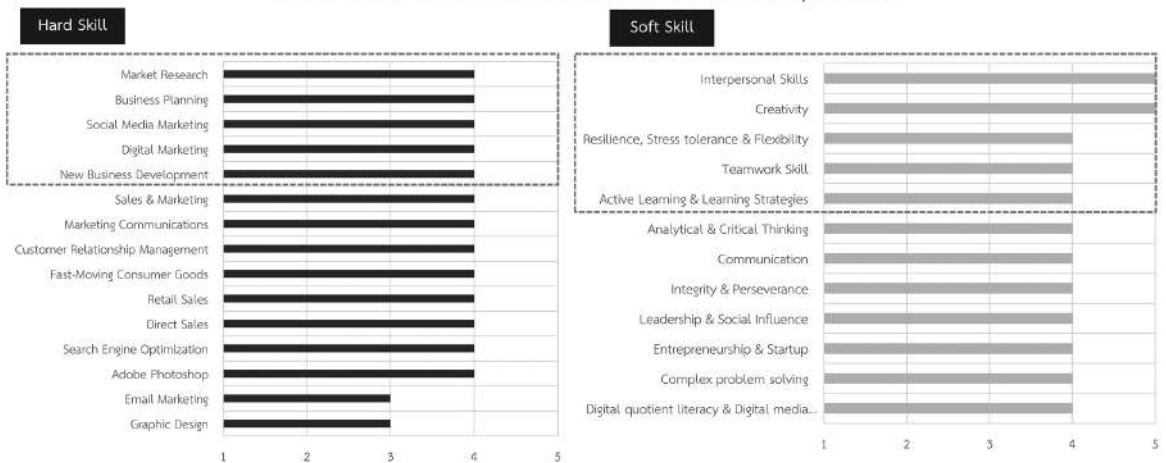 Hard Skill
Market Research
Business Planning
Social Media Marketing
Digital Marketing
New Business Development
Sales & Marketing
Marketing Communications
Customer Relationship Management
Fast-Moving Consumer Goods
Retail Sales
Direct Sales
Search Engine Optimization
Adobe Photoshop
Email Marketing
Graphic Design
1 2 3 4 5
Soft Skill
Interpersonal Skills
Creativity
Resilience, Stress tolerance & Flexibility
Teamwork Skill
Active Learning & Learning Strategies
Analytical & Critical Thinking
Communication
Integrity & Perseverance
Leadership & Social Influence
Entrepreneurship & Startup
Complex problem solving
Digital quotient literacy & Digital media...
1 2 3 4 5